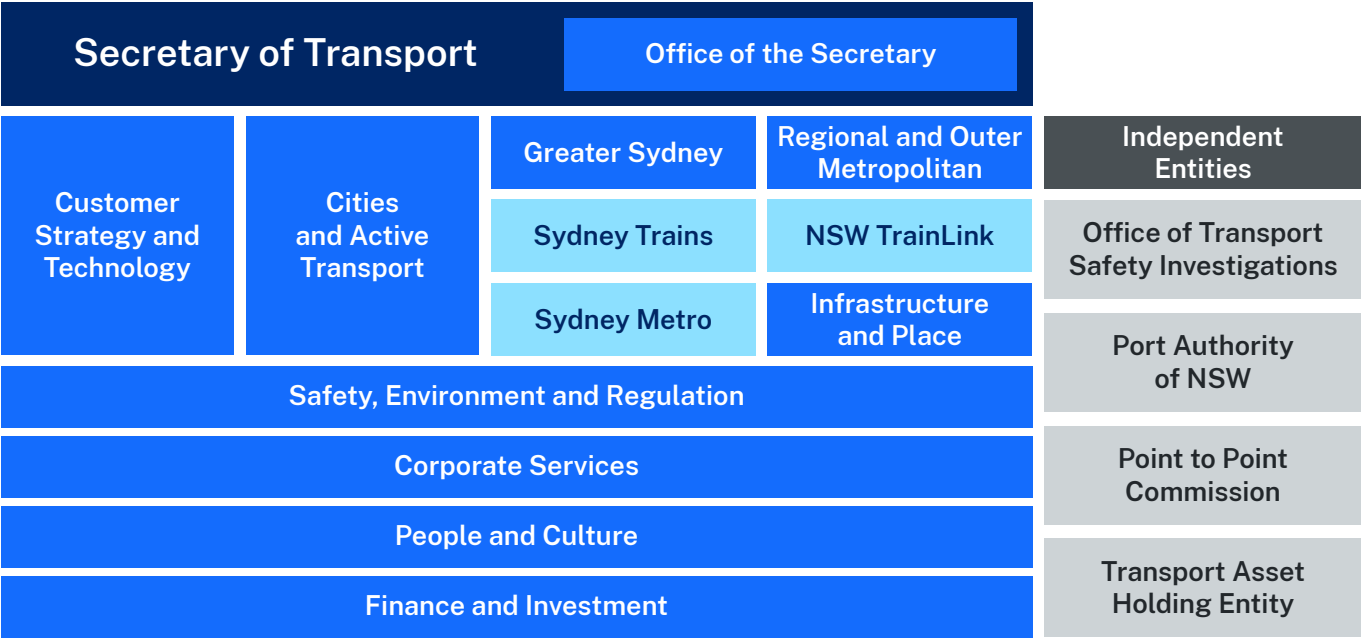 Secretary of Transport
Office of the Secretary
Customer
Strategy and
Technology
Cities
and Active
Transport
Greater Sydney
Sydney Trains
Sydney Metro
Regional and Outer
Metropolitan
NSW TrainLink
Infrastructure
and Place
Safety, Environment and Regulation
Corporate Services
People and Culture
Finance and Investment
Independent
Entities
Office of Transport
Safety Investigations
Port Authority
of NSW
Point to Point
Commission
Transport Asset
Holding Entity